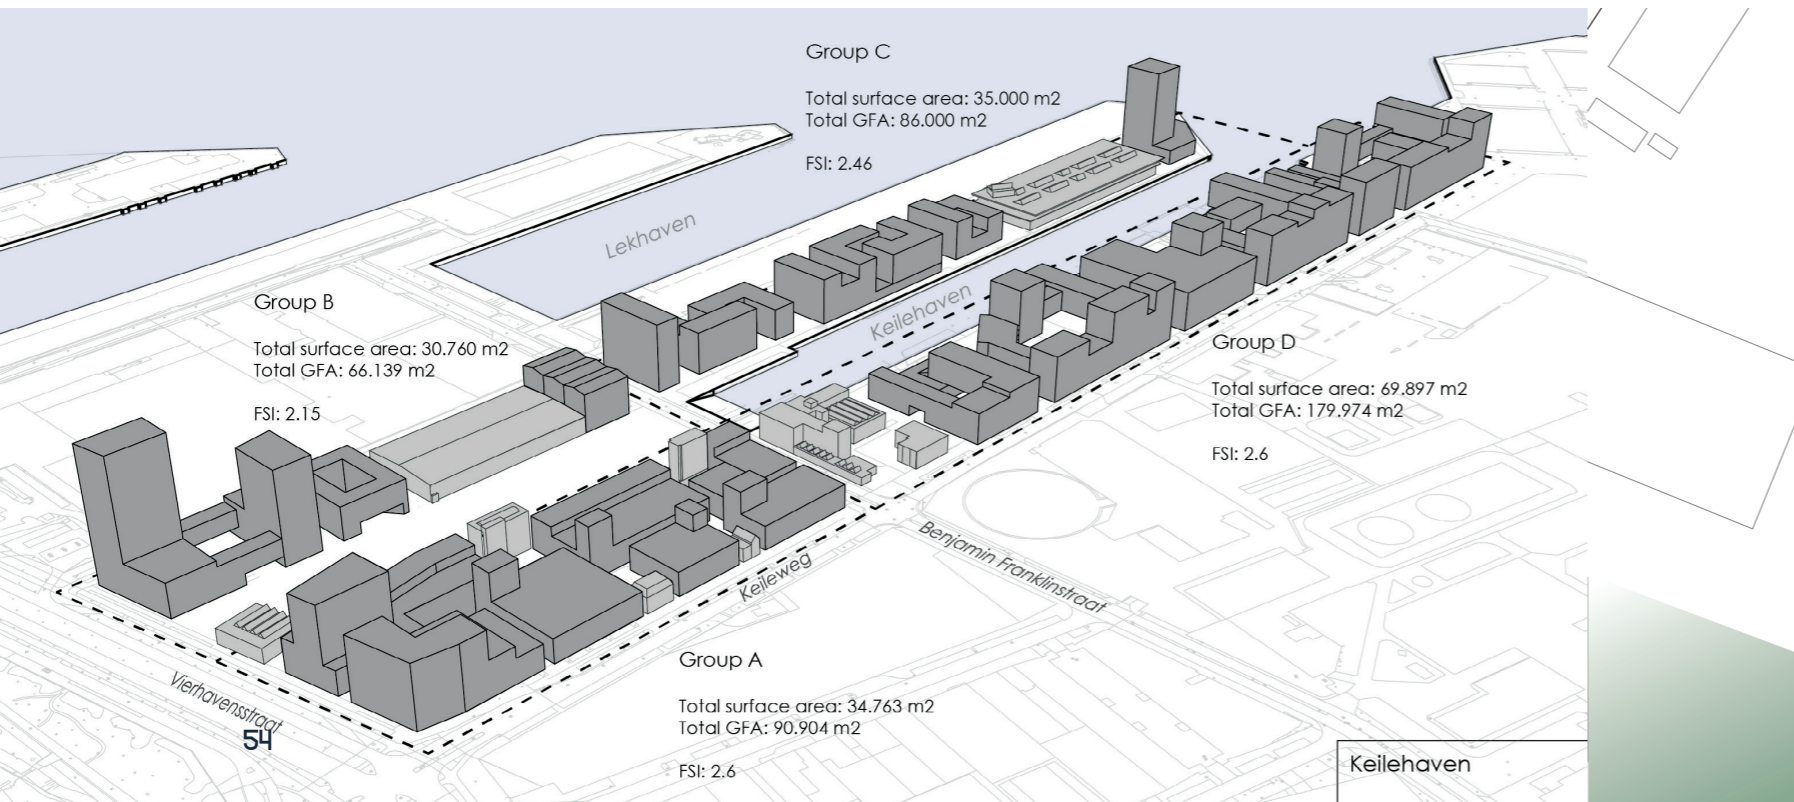 Group C
Total surface area: 35.000 m2
Total GFA: 86.000 m2
FSI: 2.46
Lekhaven
Keilehaven
Group B
Total surface area: 30.760 m2
Total GFA: 66.139 m2
FSI: 2.15
Group D
Total surface area: 69.897 m2
Total GFA: 179.974 m2
FSI: 2.6
Benjamin Franklinstraat
Keileweg
Vierhavensstraat
54
Group A
Total surface area: 34.763 m2
Total GFA: 90.904 m2
FSI: 2.6
Keilehaven